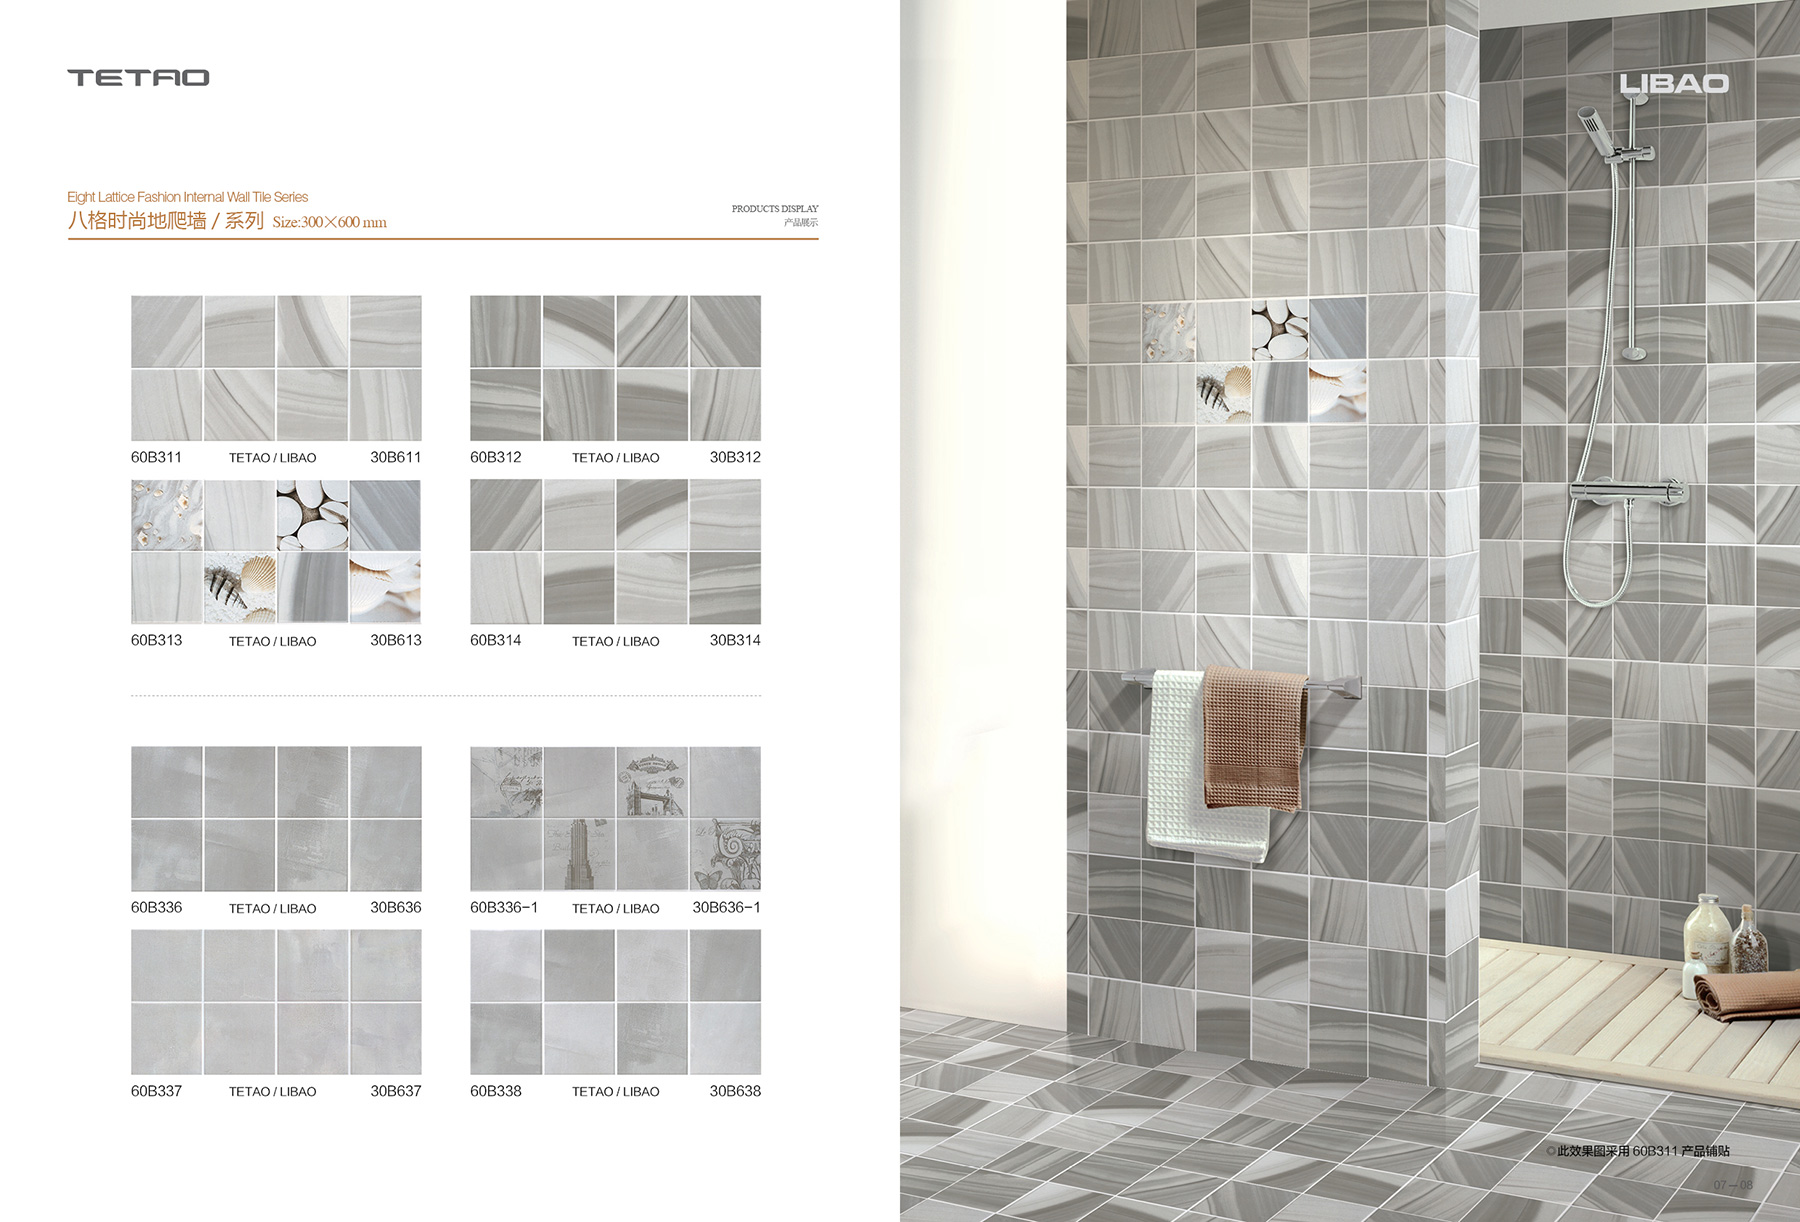 TETAO
LIBAO
Eight Lattice Fashion Internal Wall Tile Series
八格时尚地爬墙 / 系列 Size:300×600 mm
PRODUCTS DISPLAY
产品展示
60B311 TETAO / LIBAO 30B611
60B312 TETAO / LIBAO 30B312
60B313 TETAO / LIBAO 30B613
60B314 TETAO / LIBAO 30B314
60B336 TETAO / LIBAO 30B636
60B336-1 TETAO / LIBAO 30B636-1
60B337 TETAO / LIBAO 30B637
60B338 TETAO / LIBAO 30B638
◎此效果图采用 60B311 产品铺贴
07 — 08